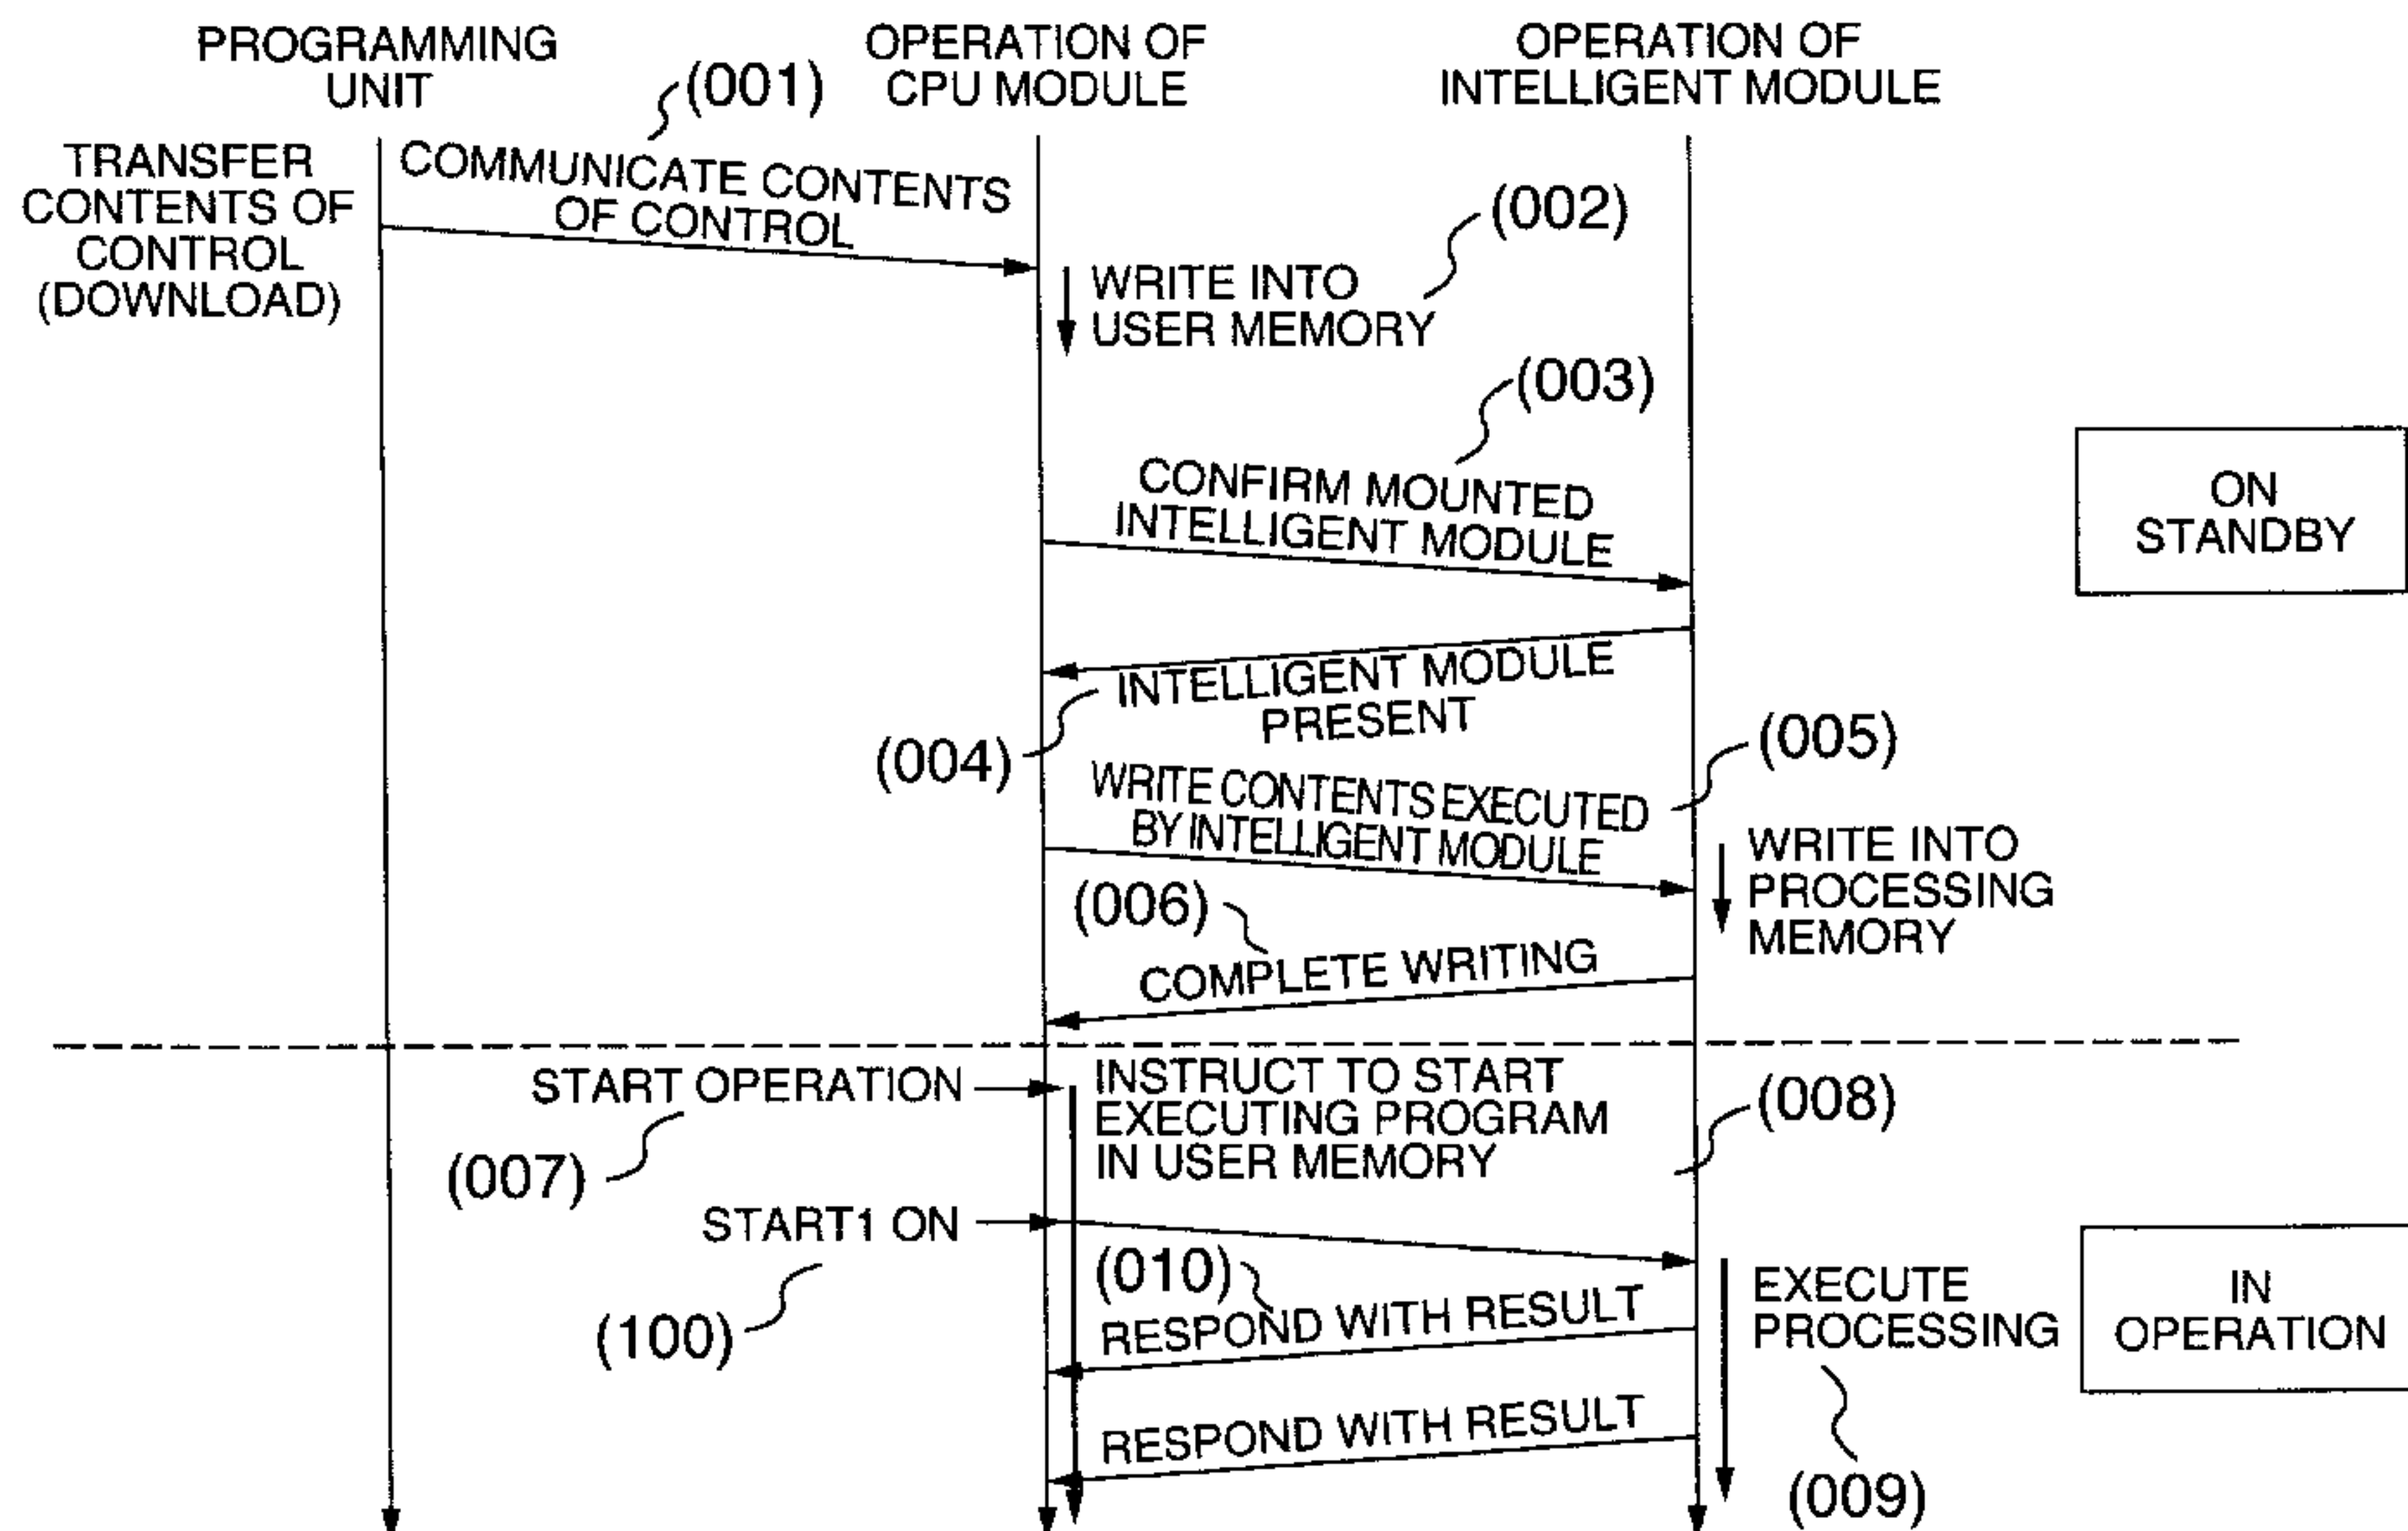 PROGRAMMING
UNIT
OPERATION OF
CPU MODULE
OPERATION OF
INTELLIGENT MODULE
(001)
TRANSFER
CONTENTS OF
CONTROL
(DOWNLOAD)
COMMUNICATE CONTENTS
OF CONTROL
(002)
WRITE INTO
USER MEMORY
(003)
CONFIRM MOUNTED
INTELLIGENT MODULE
ON
STANDBY
INTELLIGENT MODULE
PRESENT
(004)
(005)
WRITE CONTENTS EXECUTED
BY INTELLIGENT MODULE
WRITE INTO
PROCESSING
MEMORY
(006)
COMPLETE WRITING
START OPERATION
INSTRUCT TO START
EXECUTING PROGRAM
IN USER MEMORY
(007)
(008)
START1 ON
(100)
(010)
RESPOND WITH RESULT
EXECUTE
PROCESSING
IN
OPERATION
RESPOND WITH RESULT
(009)